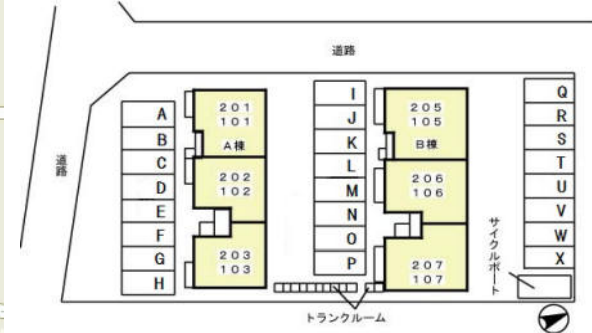 道路
道路
A
B
C
D
E
F
G
H
201
101
A棟
202
102
203
103
I
J
K
L
M
N
O
P
205
105
B棟
206
106
207
107
Q
R
S
T
U
V
W
X
サイクルポート
トランクルーム